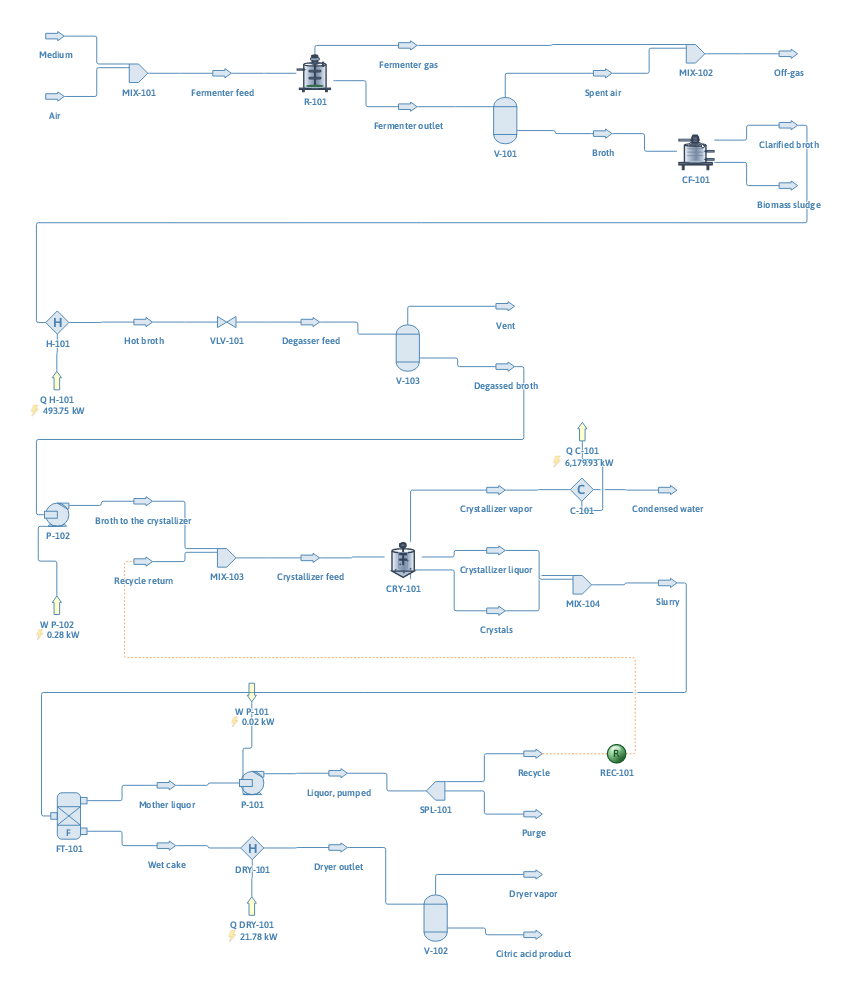 Medium
MIX-101
Air
Fermenter feed
R-101
Fermenter gas
Fermenter outlet
V-101
Spent air
Broth
MIX-102
Off-gas
CF-101
Clarified broth
Biomass sludge
H
H-101
Q H-101
493.75 kW
Hot broth
VLV-101
Degasser feed
V-103
Vent
Degassed broth
Q C-101
6,179.93 kW
C
C-101
Crystallizer vapor
Condensed water
P-102
W P-102
0.28 kW
Broth to the crystallizer
Recycle return
MIX-103
Crystallizer feed
CRY-101
Crystallizer liquor
Crystals
MIX-104
Slurry
W P-101
0.02 kW
F
FT-101
Mother liquor
P-101
Liquor, pumped
SPL-101
Recycle
R
REC-101
Purge
Wet cake
H
DRY-101
Q DRY-101
21.78 kW
Dryer outlet
V-102
Dryer vapor
Citric acid product